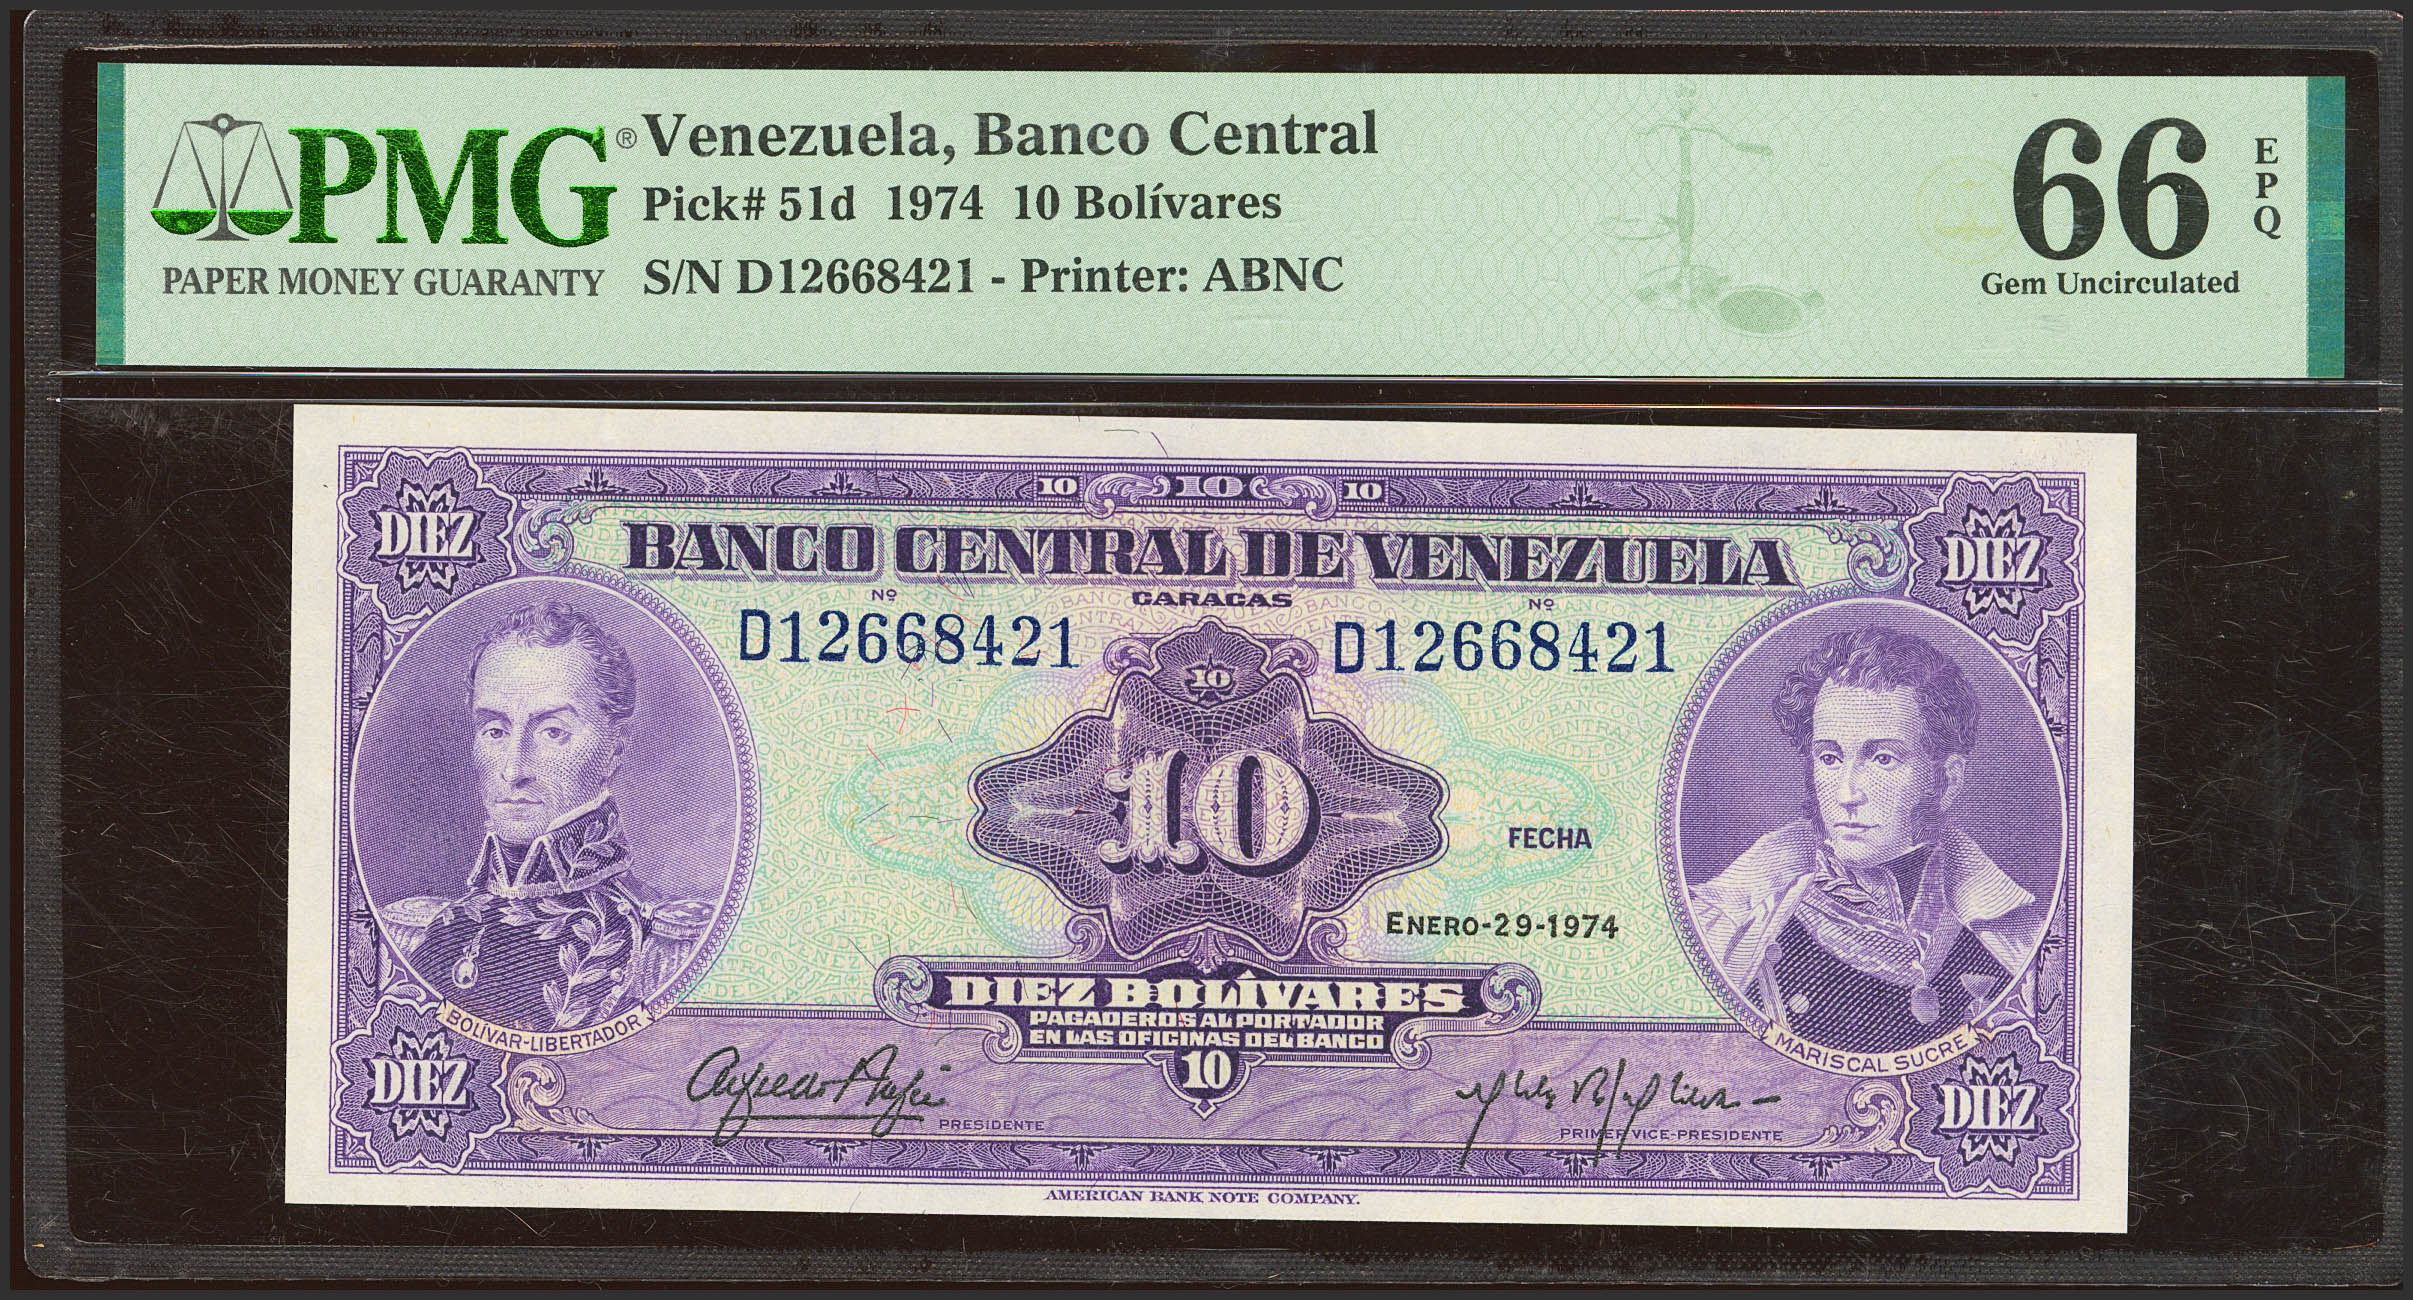 PMG®
PAPER MONEY GUARANTY
Venezuela, Banco Central
Pick# 51d 1974 10 Bolívares
S/N D12668421 - Printer: ABNC
66
EPQ
Gem Uncirculated
10 10 10
DIEZ
DIEZ
BANCO CENTRAL DE VENEZUELA
Nº
CARACAS
Nº
D12668421
D12668421
10
10
FECHA
ENERO-29-1974
DIEZ BOLÍVARES
PAGADEROS AL PORTADOR
EN LAS OFICINAS DEL BANCO
BOLÍVAR-LIBERTADOR
MARISCAL SUCRE
DIEZ
10
DIEZ
PRESIDENTE
PRIMER VICE-PRESIDENTE
AMERICAN BANK NOTE COMPANY.